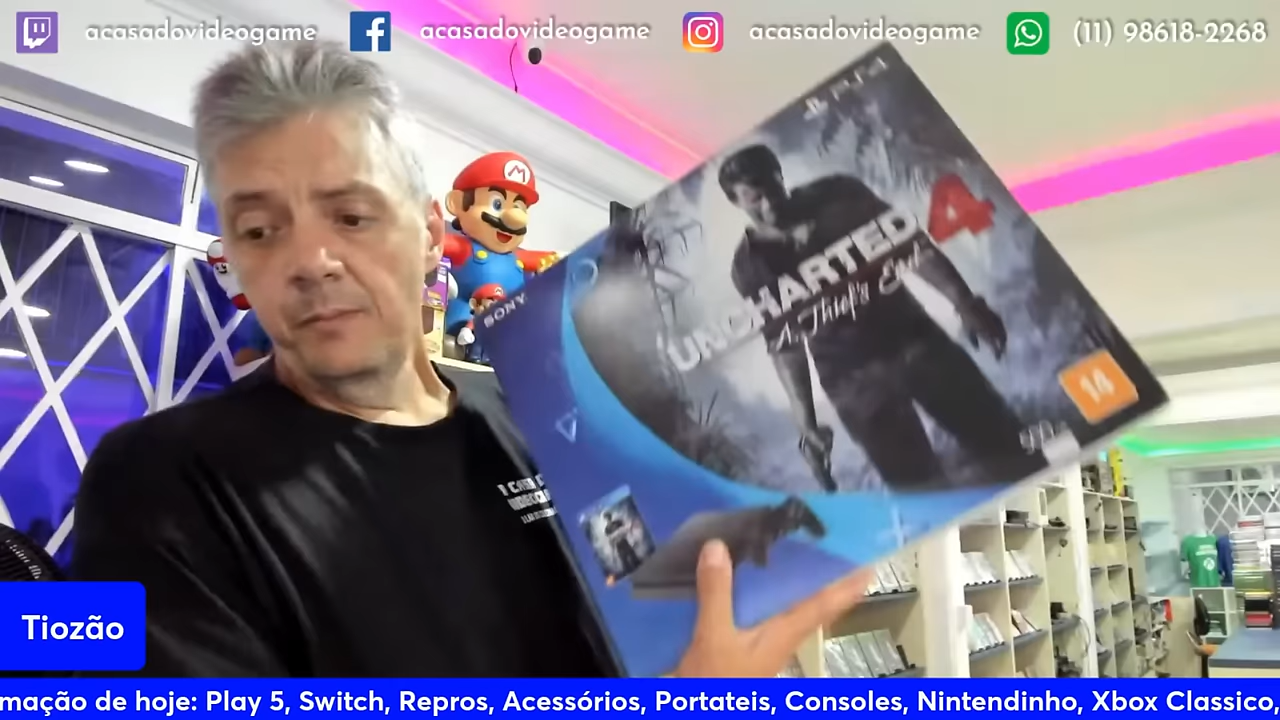 acasadovideogame
acasadovideogame
acasadovideogame
(11) 98618-2268
PS4
SONY
UNCHARTED 4
A Thief's End
14
Tiozão
mação de hoje: Play 5, Switch, Repros, Acessórios, Portateis, Consoles, Nintendinho, Xbox Classico,